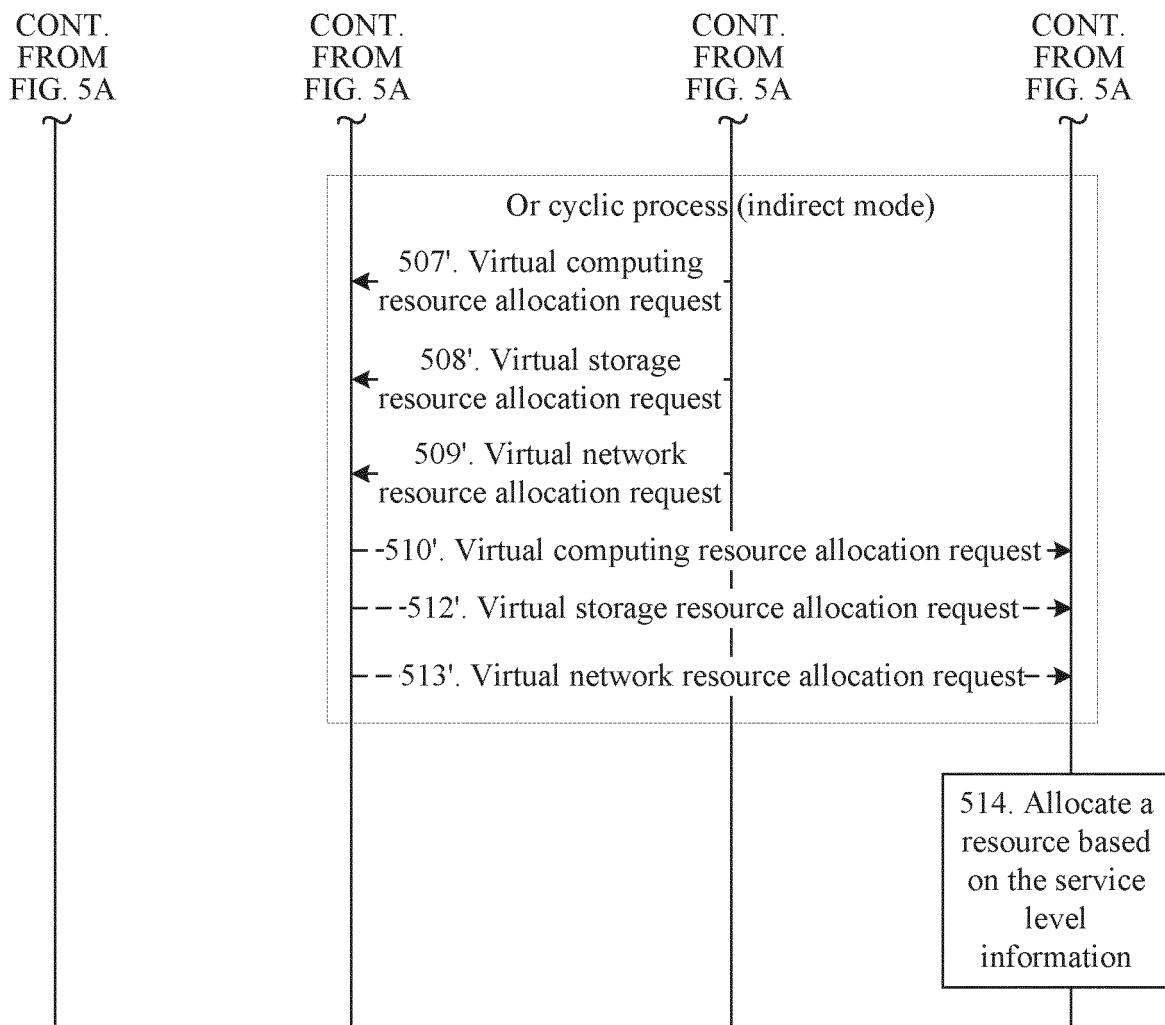 CONT.
FROM
FIG. 5A
CONT.
FROM
FIG. 5A
CONT.
FROM
FIG. 5A
CONT.
FROM
FIG. 5A
Or cyclic process (indirect mode)
507'. Virtual computing
resource allocation request
508'. Virtual storage
resource allocation request
509'. Virtual network
resource allocation request
510'. Virtual computing resource allocation request
512'. Virtual storage resource allocation request
513'. Virtual network resource allocation request
514. Allocate a
resource based
on the service
level
information